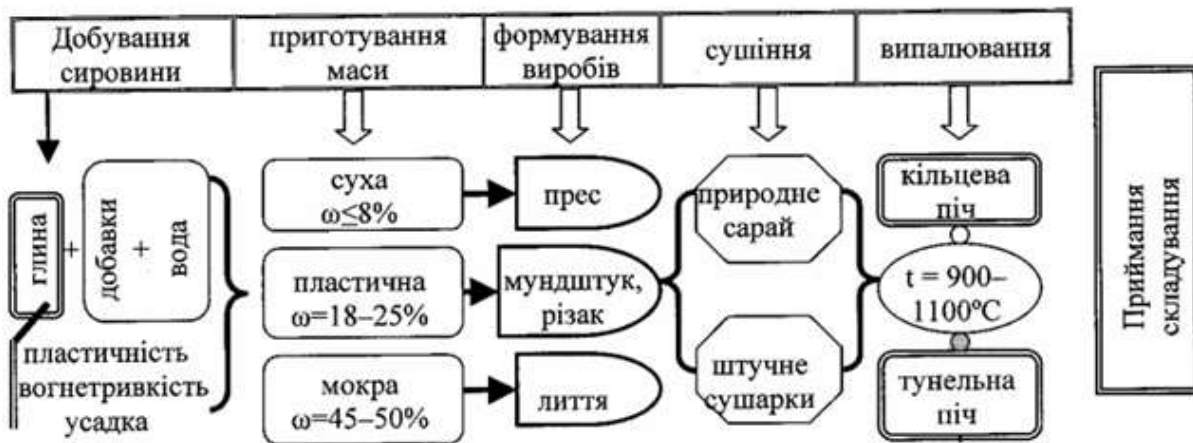 Добування
сировини
приготування
маси
формування
виробів
сушіння
випалювання
глина
+
добавки
+
вода
пластичність
вогнетривкість
усадка
суха
ω≤8%
пластична
ω=18–25%
мокра
ω=45–50%
прес
мундштук,
різак
лиття
природне
сарай
штучне
сушарки
кільцева
піч
t = 900–
1100ºС
тунельна
піч
Приймання
складування